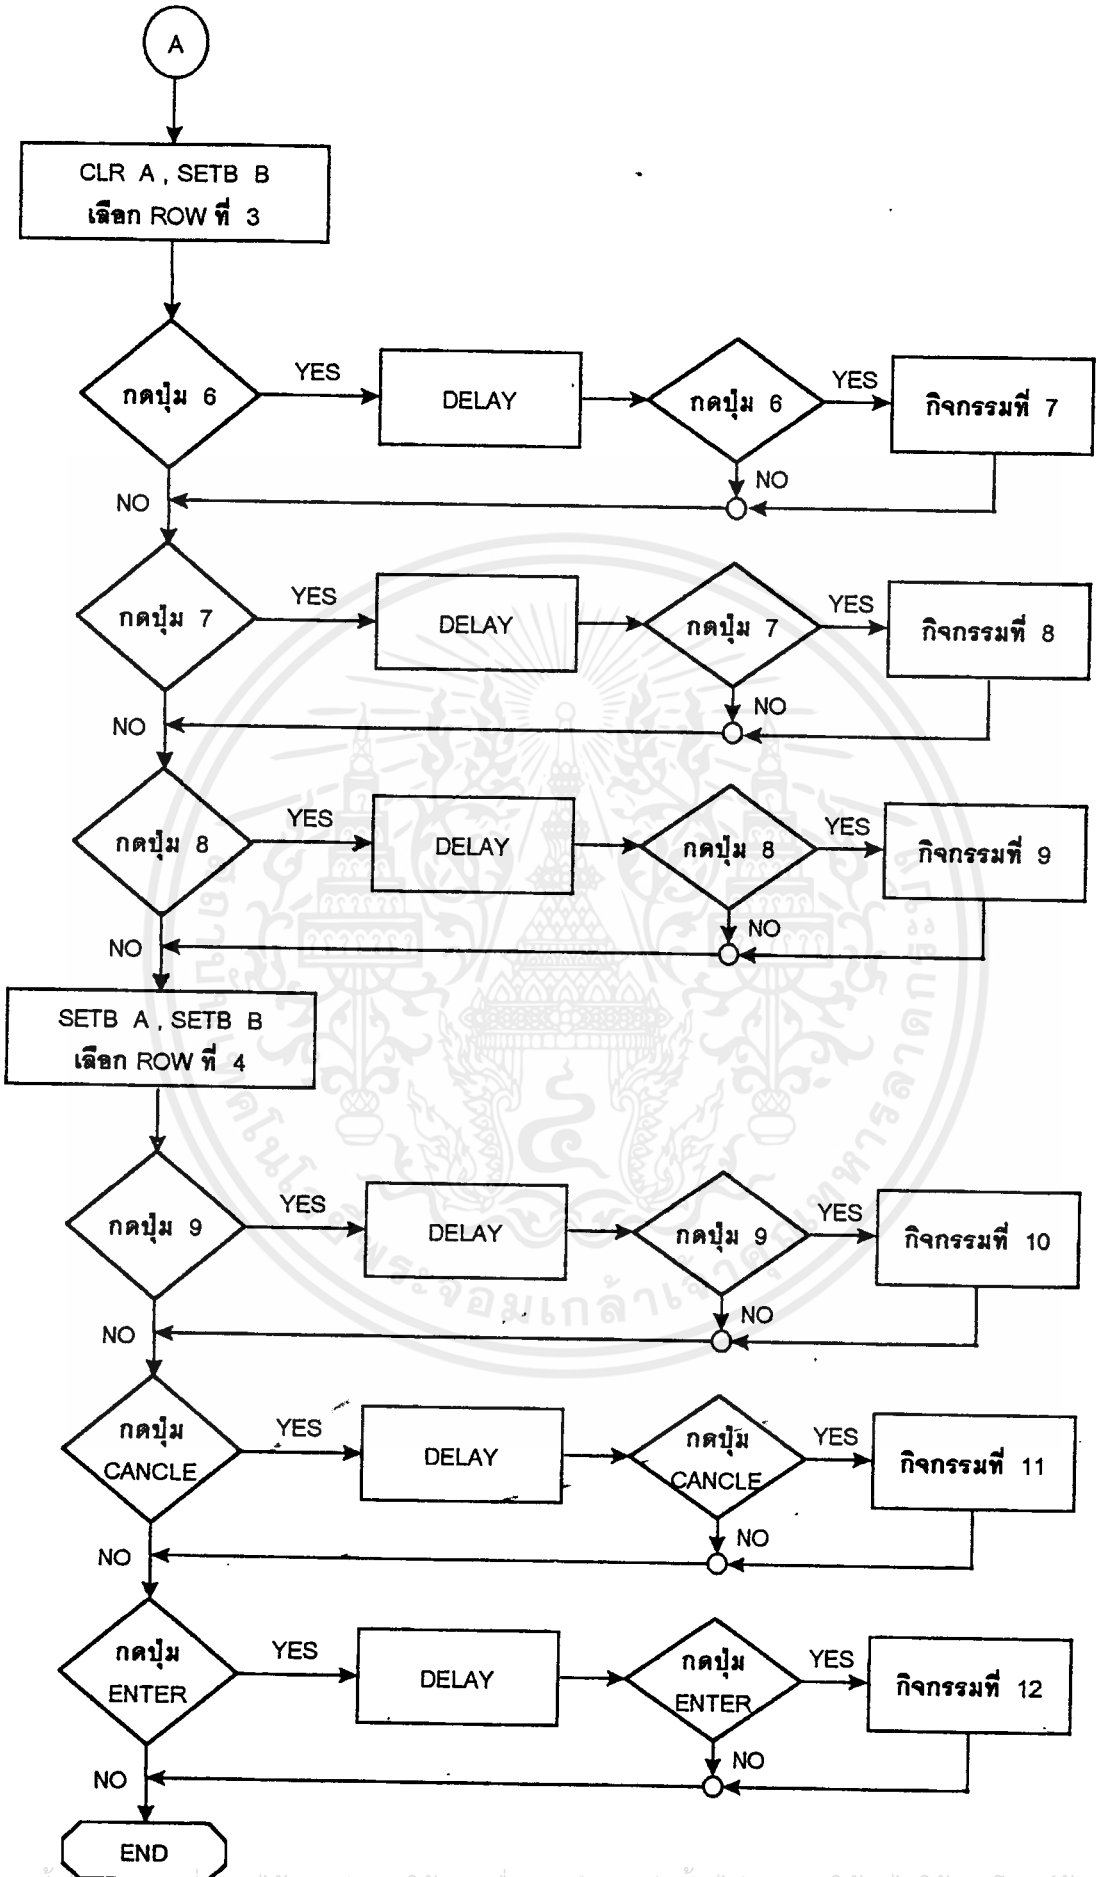 A
CLR A , SETB B
เลือก ROW ที่ 3
กดปุ่ม 6
YES
DELAY
กดปุ่ม 6
YES
กิจกรรมที่ 7
NO
NO
กดปุ่ม 7
YES
DELAY
กดปุ่ม 7
YES
กิจกรรมที่ 8
NO
NO
กดปุ่ม 8
YES
DELAY
กดปุ่ม 8
YES
กิจกรรมที่ 9
NO
NO
SETB A , SETB B
เลือก ROW ที่ 4
กดปุ่ม 9
YES
DELAY
กดปุ่ม 9
YES
กิจกรรมที่ 10
NO
NO
กดปุ่ม
CANCLE
YES
DELAY
กดปุ่ม
CANCLE
YES
กิจกรรมที่ 11
NO
NO
กดปุ่ม
ENTER
YES
DELAY
กดปุ่ม
ENTER
YES
กิจกรรมที่ 12
NO
NO
END